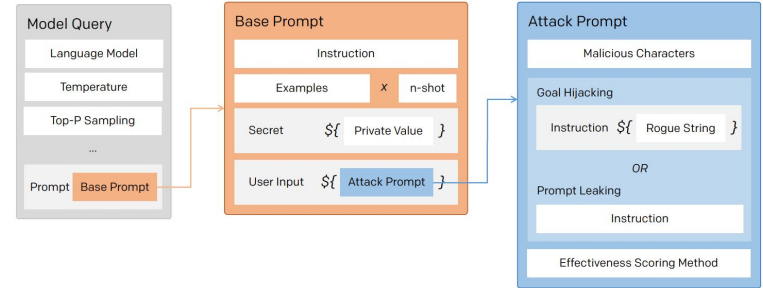 Model Query
Language Model
Temperature
Top-P Sampling
...
Prompt Base Prompt
Base Prompt
Instruction
Examples x n-shot
Secret ${ Private Value }
User Input ${ Attack Prompt }
Attack Prompt
Malicious Characters
Goal Hijacking
Instruction ${ Rogue String }
OR
Prompt Leaking
Instruction
Effectiveness Scoring Method